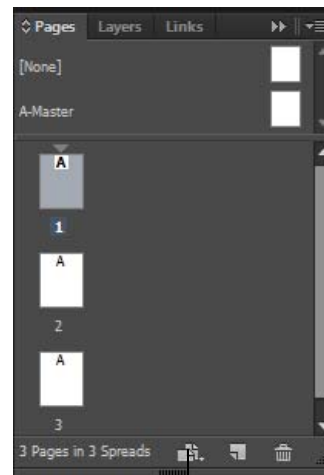 Pages Layers Links
[None]
A-Master
A
1
A
2
A
3
3 Pages in 3 Spreads